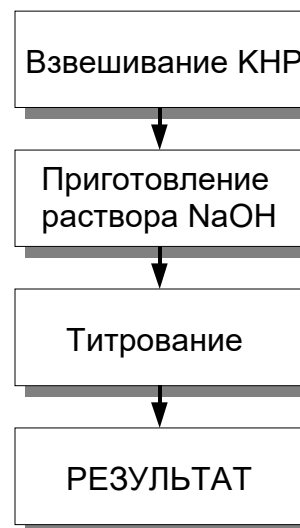 Взвешивание KHP
Приготовление
раствора NaOH
Титрование
РЕЗУЛЬТАТ